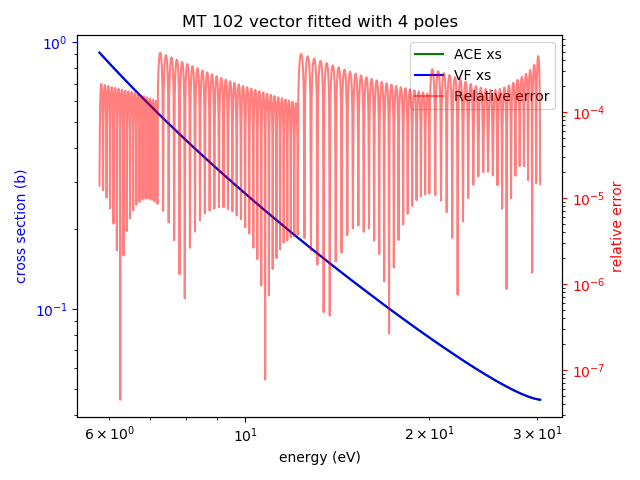 MT 102 vector fitted with 4 poles
ACE xs
VF xs
Relative error
cross section (b)
10⁰
10⁻¹
relative error
10⁻⁴
10⁻⁵
10⁻⁶
10⁻⁷
6 × 10⁰
10¹
2 × 10¹
3 × 10¹
energy (eV)